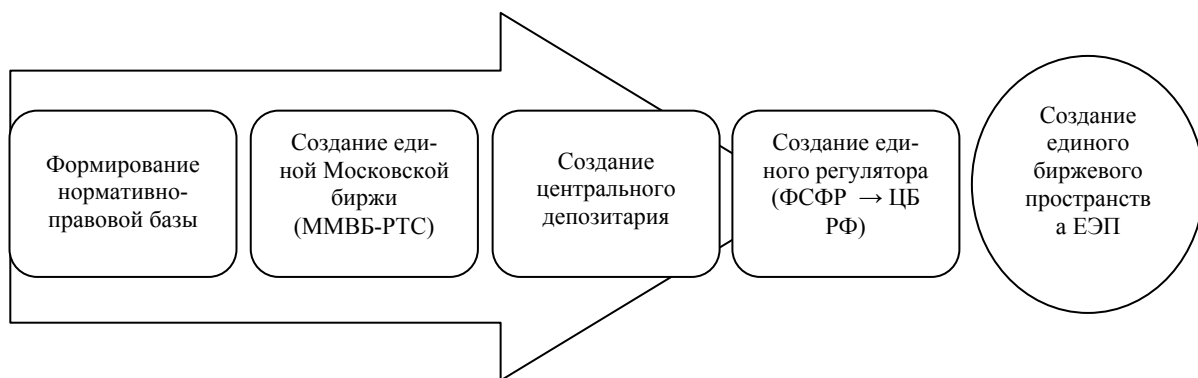 Формирование
нормативно-
правовой базы
Создание еди-
ной Московской
биржи
(ММВБ-РТС)
Создание
центрального
депозитария
Создание еди-
ного регулятора
(ФСФР → ЦБ
РФ)
Создание
единого
биржевого
пространств
а ЕЭП